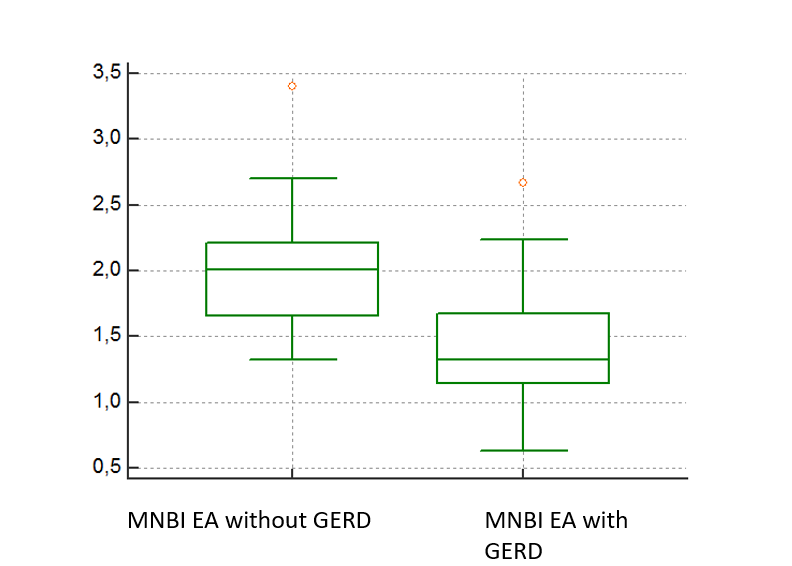 3,5
3,0
2,5
2,0
1,5
1,0
0,5
MNBI EA without GERD
MNBI EA with
GERD